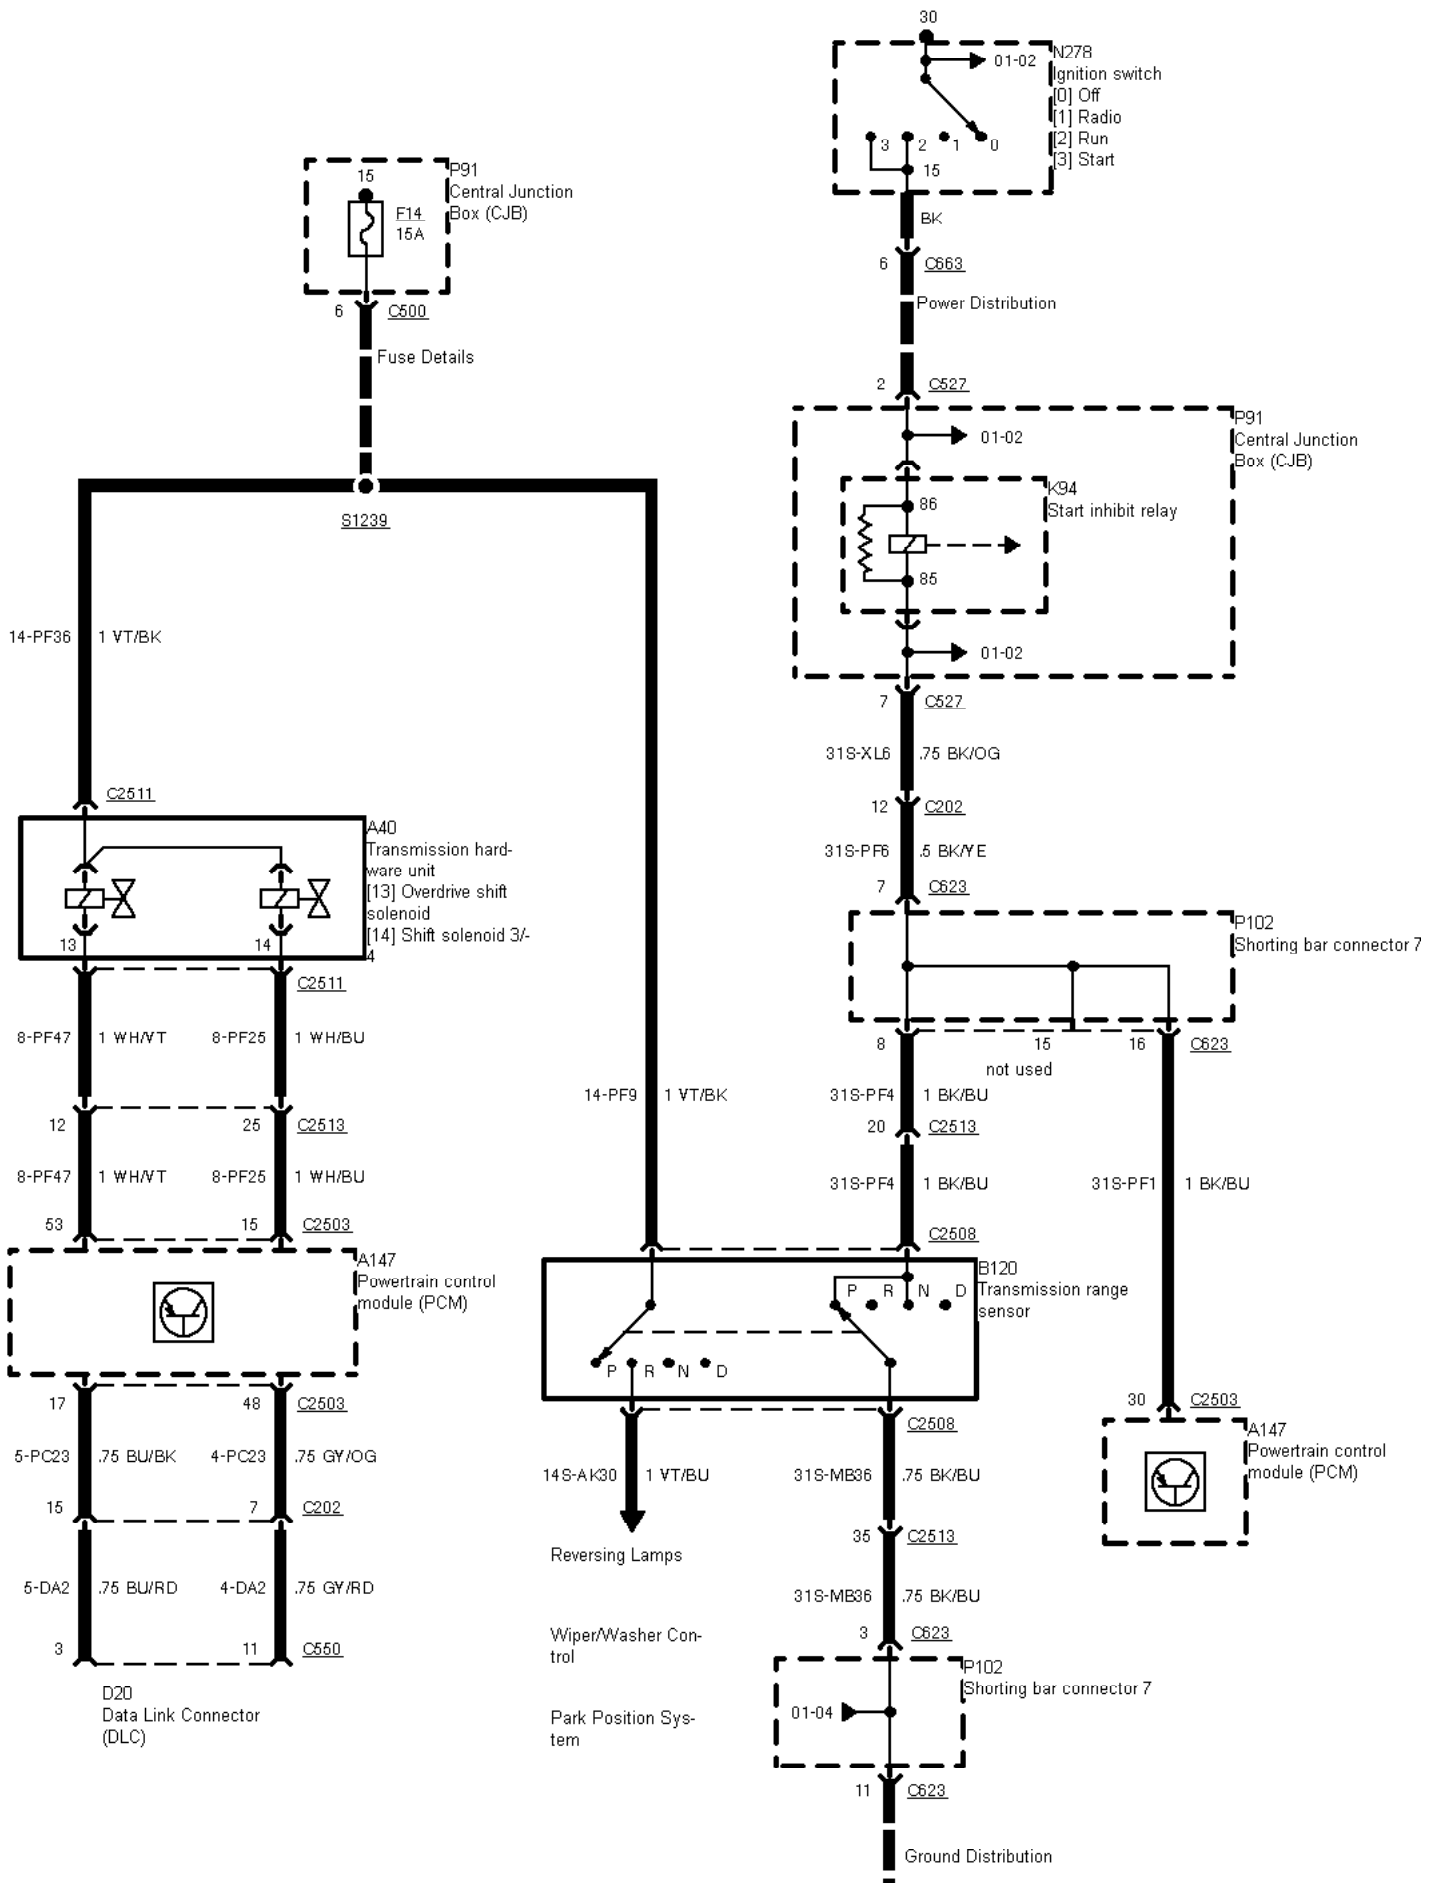 30
01-02
N278
Ignition switch
[0] Off
[1] Radio
[2] Run
[3] Start
3 2 1 0
15
BK
6 C663
Power Distribution
2 C527
P91
Central Junction
Box (CJB)
15
F14
15A
6 C500
Fuse Details
S1239
P91
Central Junction
Box (CJB)
01-02
K94
Start inhibit relay
86
85
01-02
7 C527
31S-XL6 .75 BK/OG
12 C202
31S-PF6 .5 BK/YE
7 C623
P102
Shorting bar connector 7
8 15 16 C623
not used
31S-PF4 1 BK/BU
20 C2513
31S-PF4 1 BK/BU
C2508
31S-PF1 1 BK/BU
30 C2503
A147
Powertrain control
module (PCM)
14-PF36 1 VT/BK
C2511
A40
Transmission hard-
ware unit
[13] Overdrive shift
solenoid
[14] Shift solenoid 3/-
4
13 14
C2511
8-PF47 1 WH/VT 8-PF25 1 WH/BU
12 25 C2513
8-PF47 1 WH/VT 8-PF25 1 WH/BU
53 15 C2503
A147
Powertrain control
module (PCM)
17 48 C2503
5-PC23 .75 BU/BK 4-PC23 .75 GY/OG
15 7 C202
5-DA2 .75 BU/RD 4-DA2 .75 GY/RD
3 11 C550
D20
Data Link Connector
(DLC)
14-PF9 1 VT/BK
B120
Transmission range
sensor
P R N D
P R N D
C2508
14S-AK30 1 VT/BU
Reversing Lamps
Wiper/Washer Con-
trol
Park Position Sys-
tem
31S-MB36 .75 BK/BU
35 C2513
31S-MB36 .75 BK/BU
3 C623
P102
Shorting bar connector 7
01-04
11 C623
Ground Distribution